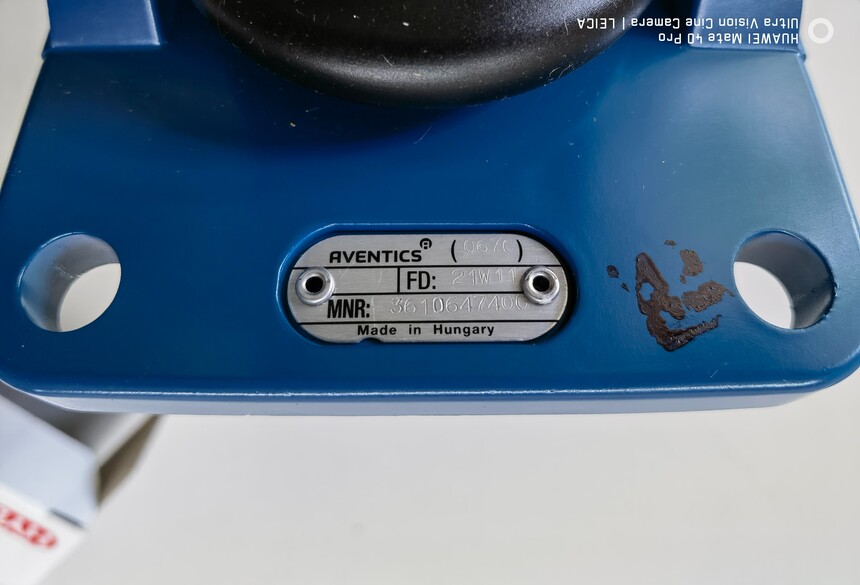 HUAWEI Mate 40 Pro
Ultra Vision Cine Camera | LEICA
AVENTICS® (0670)
FD: 21W11
MNR: 3610647400
Made in Hungary